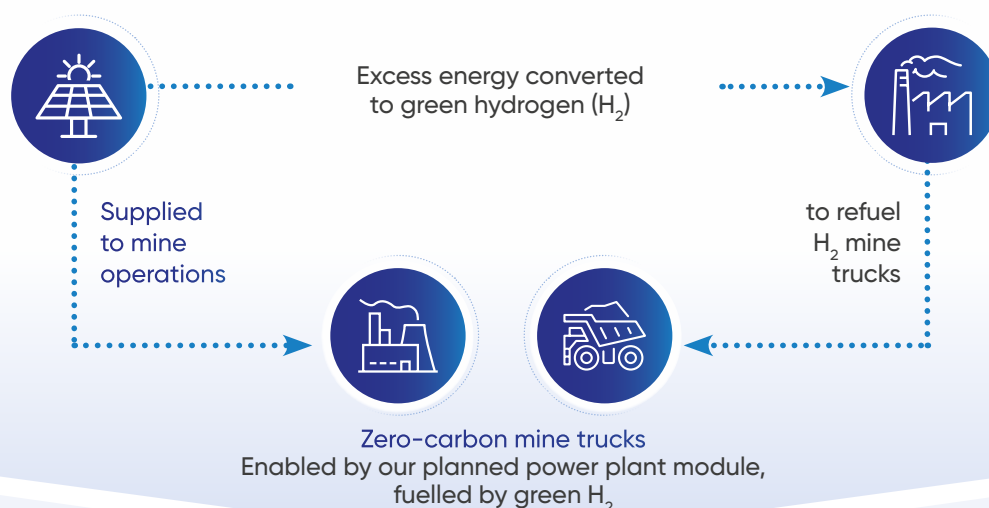 Excess energy converted
to green hydrogen (H₂)
Supplied
to mine
operations
to refuel
H₂ mine
trucks
Zero-carbon mine trucks
Enabled by our planned power plant module,
fuelled by green H₂